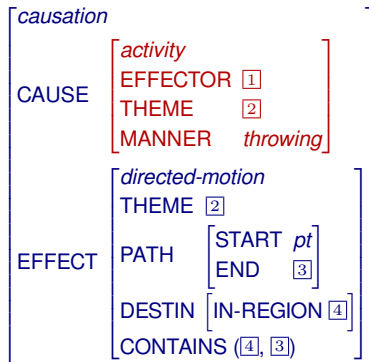 causation
CAUSE
activity
EFFECTOR 1
THEME 2
MANNER throwing
EFFECT
directed-motion
THEME 2
PATH
START pt
END 3
DESTIN [IN-REGION 4]
CONTAINS (4, 3)